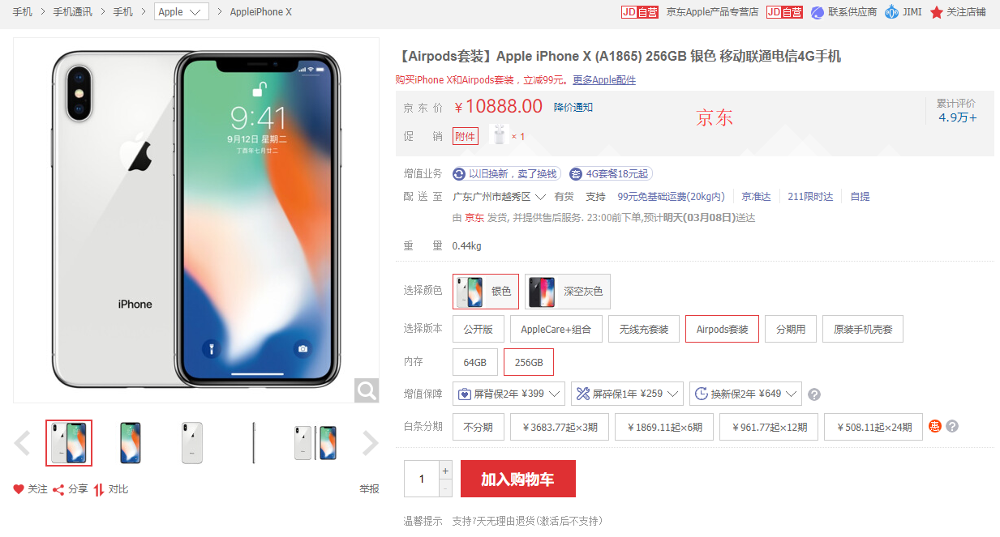 手机 > 手机通讯 > 手机 > Apple > AppleiPhone X
JD自营 京东Apple产品专营店 JD自营 联系供应商 JIMI 关注店铺
【Airpods套装】Apple iPhone X (A1865) 256GB 银色 移动联通电信4G手机
购买iPhone X和Airpods套装，立减99元。更多Apple配件
京东价 ￥10888.00 降价通知
京东
累计评价
4.9万+
促销 附件 × 1
增值业务 以旧换新，卖了换钱 套 4G套餐18元起
配送至 广东广州市越秀区 有货 支持 99元免基础运费(20kg内) 京准达 211限时达 自提
由 京东 发货, 并提供售后服务. 23:00前下单,预计明天(03月08日)送达
重量 0.44kg
选择颜色 银色 深空灰色
选择版本 公开版 AppleCare+组合 无线充套装 Airpods套装 分期用 原装手机壳套
内存 64GB 256GB
增值保障 屏背保2年 ¥399 屏碎保1年 ¥259 换新保2年 ¥649 ?
白条分期 不分期 ￥3683.77起×3期 ￥1869.11起×6期 ￥961.77起×12期 ￥508.11起×24期 惠 ?
1 + - 加入购物车
温馨提示 支持7天无理由退货(激活后不支持)
9:41
9月12日 星期二
丁酉年七月廿二
iPhone
关注 分享 对比 举报